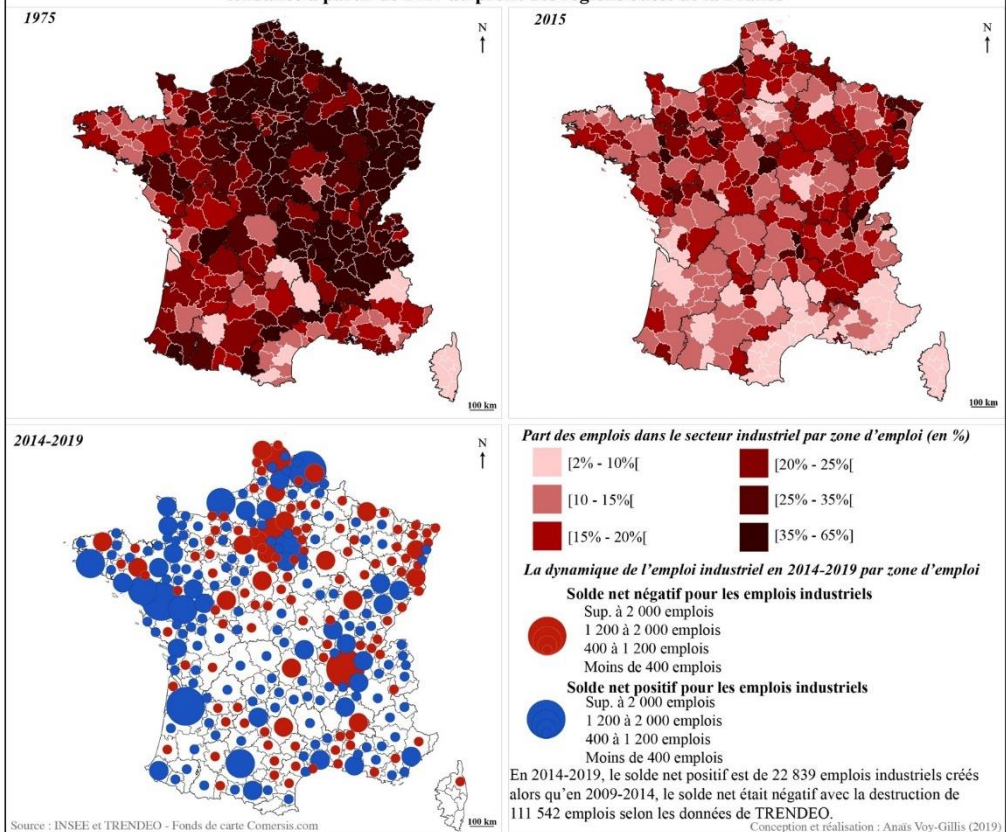 1975
N
100 km
2015
N
100 km
2014-2019
N
100 km
Source : INSEE et TRENDEO - Fonds de carte Comersis.com
Part des emplois dans le secteur industriel par zone d'emploi (en %)
[2% - 10%[
[10 - 15%[
[15% - 20%[
[20% - 25%[
[25% - 35%[
[35% - 65%]
La dynamique de l'emploi industriel en 2014-2019 par zone d'emploi
Solde net négatif pour les emplois industriels
Sup. à 2 000 emplois
1 200 à 2 000 emplois
400 à 1 200 emplois
Moins de 400 emplois
Solde net positif pour les emplois industriels
Sup. à 2 000 emplois
1 200 à 2 000 emplois
400 à 1 200 emplois
Moins de 400 emplois
En 2014-2019, le solde net positif est de 22 839 emplois industriels créés
alors qu'en 2009-2014, le solde net était négatif avec la destruction de
111 542 emplois selon les données de TRENDEO.
Conception et réalisation : Anaïs Voy-Gillis (2019)